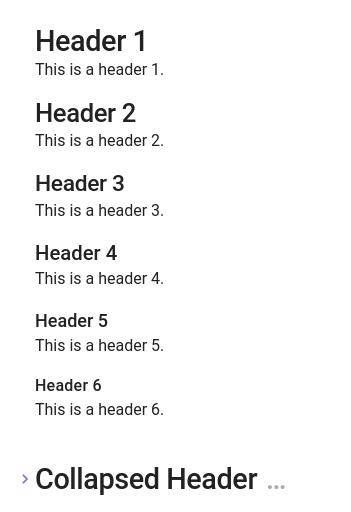 Header 1
This is a header 1.
Header 2
This is a header 2.
Header 3
This is a header 3.
Header 4
This is a header 4.
Header 5
This is a header 5.
Header 6
This is a header 6.
Collapsed Header ...